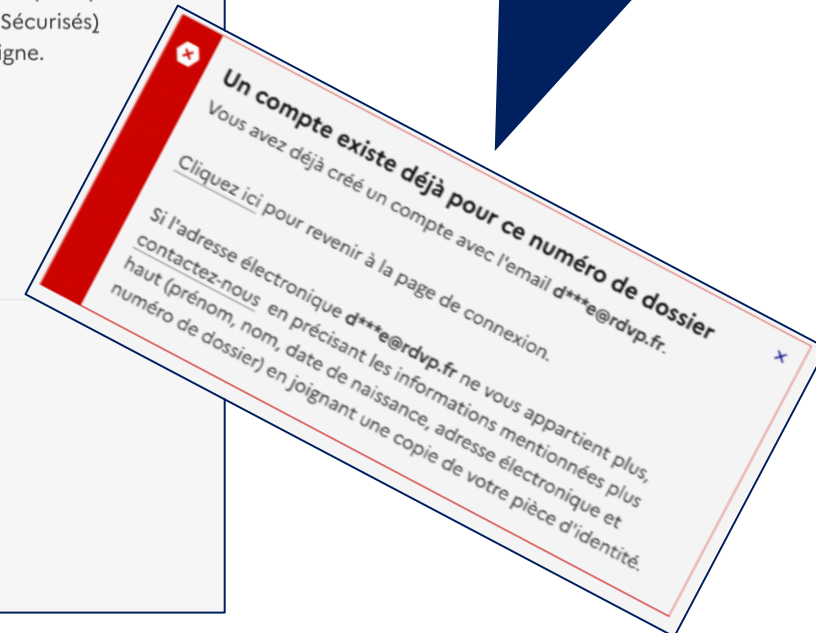 Sécurisés)
igne.
Un compte existe déjà pour ce numéro de dossier
Vous avez déjà créé un compte avec l'email d***e@rdvp.fr.
Cliquez ici pour revenir à la page de connexion.
Si l'adresse électronique d***e@rdvp.fr ne vous appartient plus,
contactez-nous en précisant les informations mentionnées plus
haut (prénom, nom, date de naissance, adresse électronique et
numéro de dossier) en joignant une copie de votre pièce d'identité.